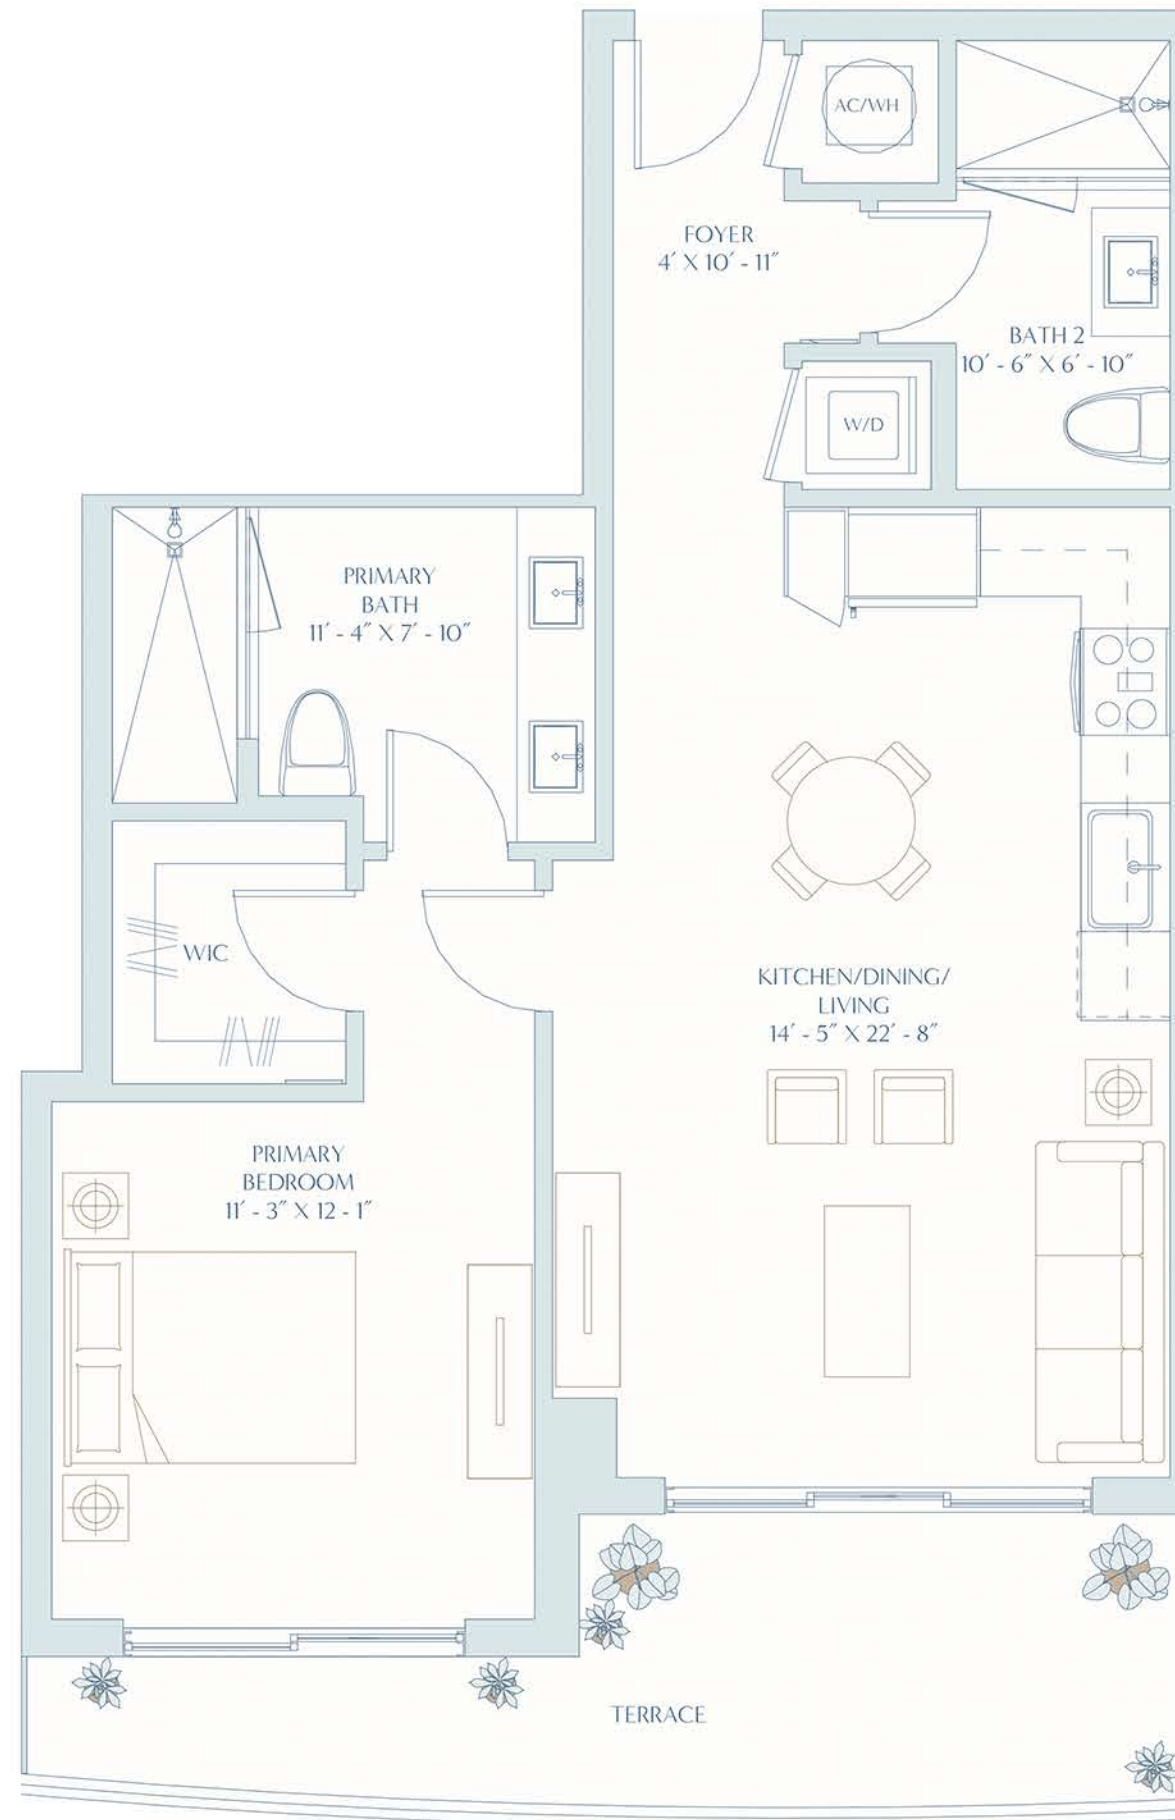 AC/WH
FOYER
4′ X 10′ - 11″
BATH 2
10′ - 6″ X 6′ - 10″
W/D
PRIMARY
BATH
11′ - 4″ X 7′ - 10″
WIC
KITCHEN/DINING/
LIVING
14′ - 5″ X 22′ - 8″
PRIMARY
BEDROOM
11′ - 3″ X 12 - 1″
TERRACE